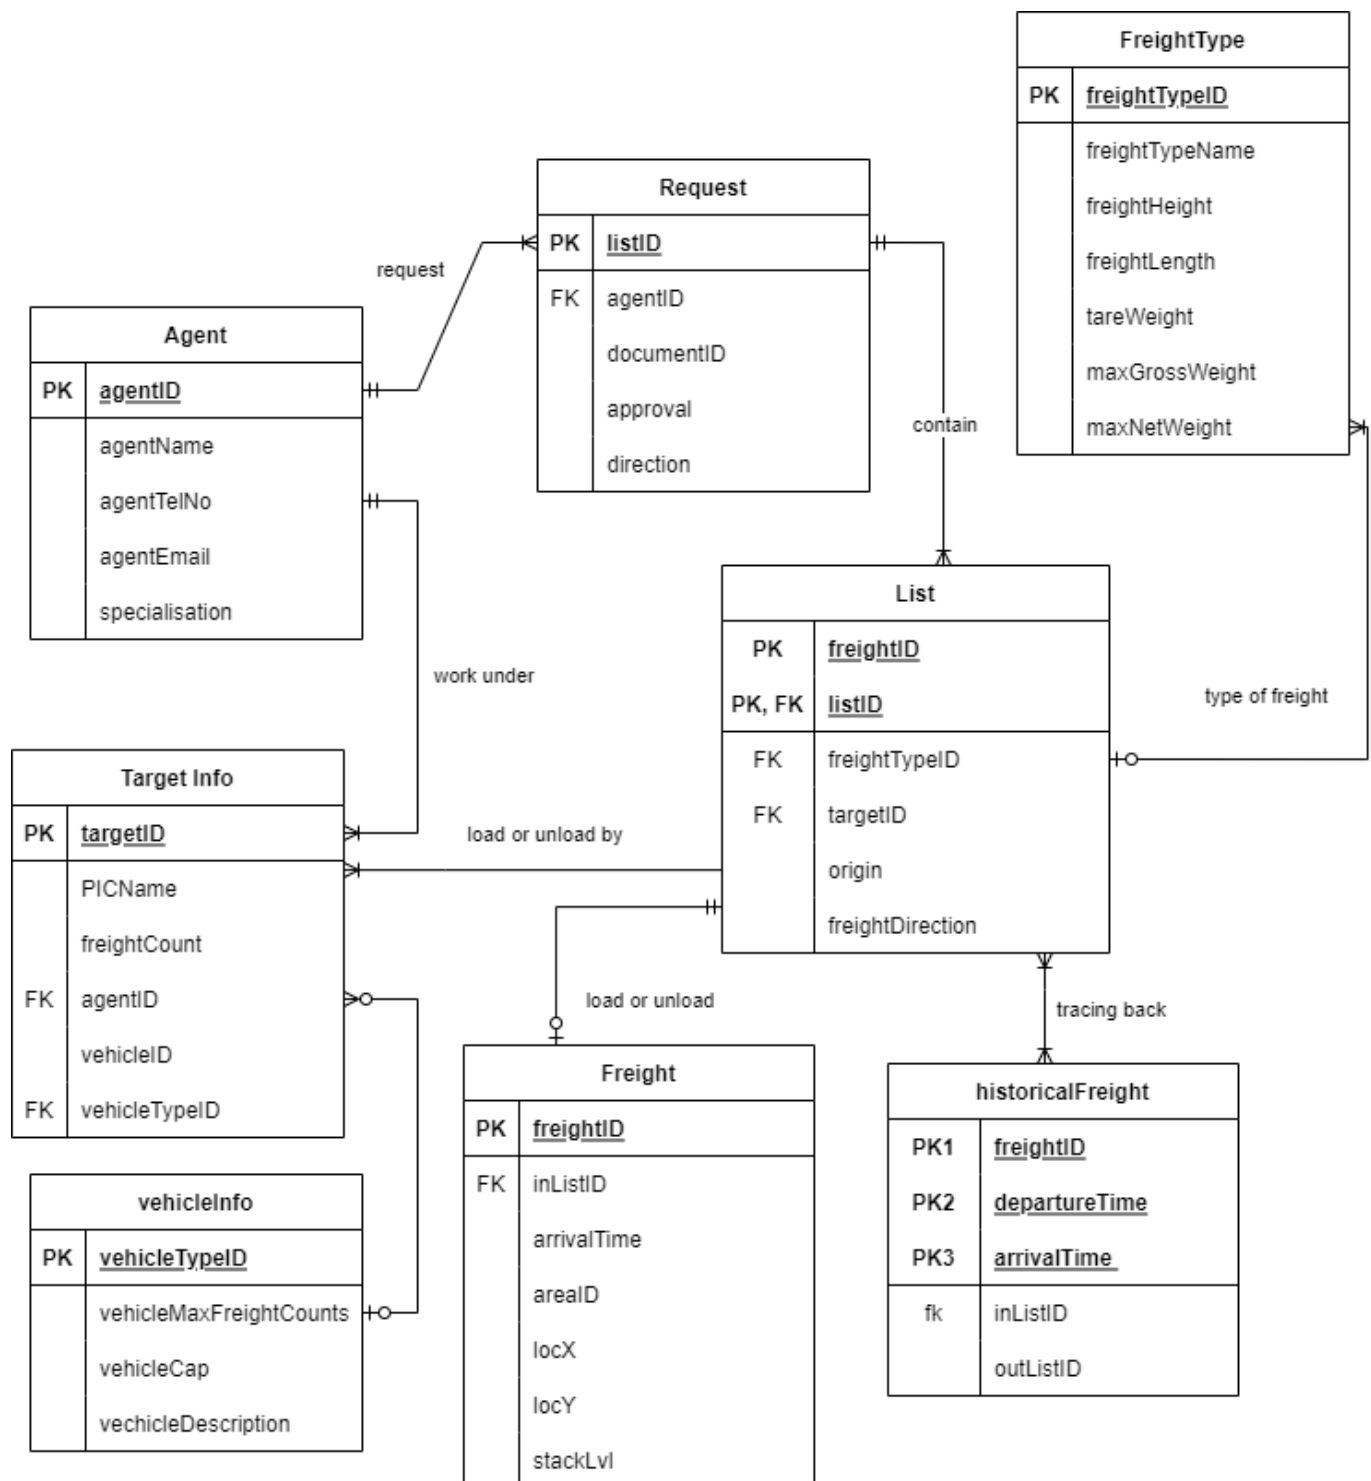 FreightType
PK freightTypeID
freightTypeName
freightHeight
freightLength
tareWeight
maxGrossWeight
maxNetWeight
Request
PK listID
FK agentID
documentID
approval
direction
request
contain
Agent
PK agentID
agentName
agentTelNo
agentEmail
specialisation
work under
List
PK freightID
PK, FK listID
FK freightTypeID
FK targetID
origin
freightDirection
type of freight
Target Info
PK targetID
PICName
freightCount
FK agentID
vehicleID
FK vehicleTypeID
load or unload by
load or unload
tracing back
Freight
PK freightID
FK inListID
arrivalTime
areaID
locX
locY
stackLvl
historicalFreight
PK1 freightID
PK2 departureTime
PK3 arrivalTime
fk inListID
outListID
vehicleInfo
PK vehicleTypeID
vehicleMaxFreightCounts
vehicleCap
vechicleDescription